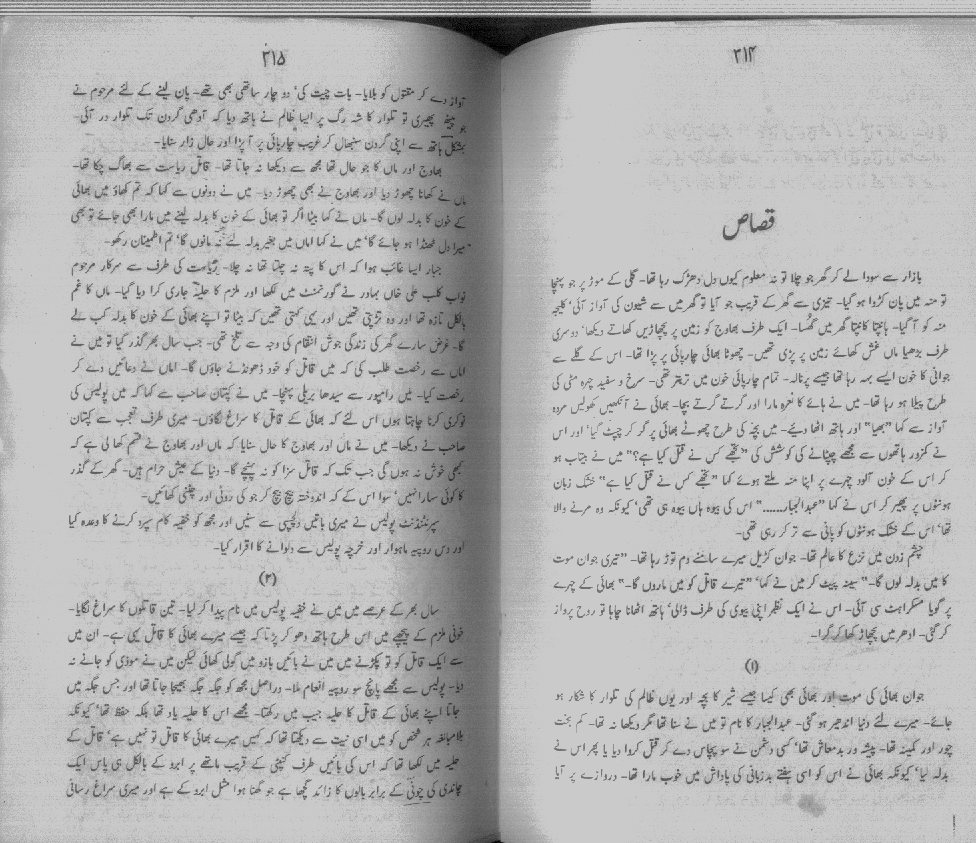 ۳۱۴
قصاص
بازار سے سودا لے کر گھر جو چلا تو نہ معلوم کیوں دل دھڑک رہا تھا۔ گلی کے موڑ پر جو پہنچا
تو منہ میں پان کڑوا ہو گیا۔ تیزی سے گھر کے قریب جو آیا تو گھر میں سے شیون کی آواز آئی‘ کلیجہ
منہ کو آ گیا۔ ہانپتا کانپتا گھر میں گھسا۔ ایک طرف بھاوج کو زمین پر پچھاڑیں کھاتے دیکھا‘ دوسری
طرف بڑھیا ماں غش کھائے زمین پر پڑی تھیں۔ چھوٹا بھائی چارپائی پر پڑا تھا۔ اس کے گلے سے
جوانی کا خون ایسے بہہ رہا تھا جیسے پرنالہ۔ تمام چارپائی خون میں تربتر تھی۔ سرخ و سفید چہرہ مٹی کی
طرح پیلا ہو رہا تھا۔ میں نے ہائے کا نعرہ مارا اور گرتے گرتے بچا۔ بھائی نے آنکھیں کھولیں مردہ
آواز سے کہا ”بھیا“ اور ہاتھ اٹھا دیئے۔ میں بچہ کی طرح چھوٹے بھائی پر گر کر چمٹ گیا‘ اور اس
نے کمزور ہاتھوں سے مجھے چپٹانے کی کوشش کی ”تجھے کس نے قتل کیا ہے؟“ میں نے بیتاب ہو
کر اس کے خون آلود چہرے پر اپنا منہ ملتے ہوئے کہا ”تجھے کس نے قتل کیا ہے“ خشک زبان
ہونٹوں پر پھیر کر اس نے کہا ”عبدالجبار......“ اس کی بیوہ ہاں بیوہ ہی تھی‘ کیونکہ وہ مرنے والا
تھا‘ اس کے خشک ہونٹوں کو پانی سے تر کر رہی تھی۔
چشم زدن میں نزع کا عالم تھا۔ جوان کڑیل میرے سامنے دم توڑ رہا تھا۔ ”تیری جوان موت
کا میں بدلہ لوں گا۔“ سینہ پیٹ کر میں نے کہا‘ ”تیرے قاتل کو میں ماروں گا۔“ بھائی کے چہرے
پر گویا مسکراہٹ سی آئی۔ اس نے ایک نظر اپنی بیوی کی طرف ڈالی‘ ہاتھ اٹھانا چاہا تو روح پرواز
کر گئی۔ ادھر میں پچھاڑ کھا کر گرا۔
(۱)
جوان بھائی کی موت اور بھائی بھی کیسا جیسے شیر کا بچہ اور یوں ظالم کی تلوار کا شکار ہو
جائے۔ میرے لئے دنیا اندھیر ہو گئی۔ عبدالجبار کا نام تو میں نے سنا تھا مگر دیکھا نہ تھا۔ کم بخت
چور اور کمینہ تھا۔ پیشہ ور بدمعاش تھا‘ کسی دشمن نے سو پچاس دے کر قتل کروا دیا یا پھر اس نے
بدلہ لیا‘ کیونکہ بھائی نے اس کو اسی ہفتے بدزبانی کی پاداش میں خوب مارا تھا۔ دروازے پر آیا
۳۱۵
آواز دے کر مقتول کو بلایا۔ بات چیت کی‘ دو چار ساتھی بھی تھے۔ پان لینے کے لئے مرحوم نے
جو پیٹھ پھیری تو تلوار کا شہ رگ پر ایسا ظالم نے ہاتھ دیا کہ آدھی گردن تک تلوار در آئی۔
بمشکل ہاتھ سے اپنی گردن سنبھال کر غریب چارپائی پر آ پڑا اور حال زار سنایا۔
بھاوج اور ماں کا جو حال تھا مجھ سے دیکھا نہ جاتا تھا۔ قاتل ریاست سے بھاگ چکا تھا۔
ماں نے کھانا چھوڑ دیا اور بھاوج نے بھی چھوڑ دیا۔ میں نے دونوں سے کہا کہ تم کھاؤ میں بھائی
کے خون کا بدلہ لوں گا۔ ماں نے کہا بیٹا اگر تو بھائی کے خون کا بدلہ لینے میں مارا بھی جائے تو بھی
میرا دل ٹھنڈا ہو جائے گا‘ میں نے کہا اماں میں بغیر بدلہ لئے نہ مانوں گا‘ تم اطمینان رکھو۔
جبار ایسا غائب ہوا کہ اس کا پتہ نہ چلتا تھا نہ چلا۔ ریاست کی طرف سے سرکار مرحوم
نواب کلب علی خاں بہادر نے گورنمنٹ میں لکھا اور ملزم کا حلیہ جاری کرا دیا گیا۔ ماں کا غم
بالکل تازہ تھا اور وہ تڑپتی تھیں اور یہی کہتی تھیں کہ بیٹا تو اپنے بھائی کے خون کا بدلہ کب لے
گا۔ غرض سارے گھر کی زندگی جوش انتقام کی وجہ سے تلخ تھی۔ جب سال بھر گذر گیا تو میں نے
اماں سے رخصت طلب کی کہ میں قاتل کو خود ڈھونڈنے جاؤں گا۔ اماں نے دعائیں دے کر
رخصت کیا۔ میں رامپور سے سیدھا بریلی پہنچا۔ میں نے کپتان صاحب سے کہا کہ میں پولیس کی
نوکری کرنا چاہتا ہوں اس لئے کہ بھائی کے قاتل کا سراغ لگاؤں۔ میری طرف تعجب سے کپتان
صاحب نے دیکھا۔ میں نے ماں اور بھاوج کا حال سنایا کہ ماں اور بھاوج نے قسم کھا لی ہے کہ
کبھی خوش نہ ہوں گی جب تک کہ قاتل سزا کو نہ پہنچے گا۔ دنیا کے عیش حرام ہیں۔ گھر کے گذر
کا کوئی سہارا نہیں‘ سوا اس کے کہ اندوختہ بیچ بیچ کر جو کی روٹی اور چٹنی کھائیں۔
سپرنٹنڈنٹ پولیس نے میری باتیں دلچسپی سے سنیں اور مجھ کو خفیہ کام سپرد کرنے کا وعدہ کیا
اور دس روپیہ ماہوار اور خرچہ پولیس سے دلوانے کا اقرار کیا۔
(۲)
سال بھر کے عرصے میں میں نے خفیہ پولیس میں نام پیدا کر لیا۔ تین قاتلوں کا سراغ لگایا۔
خونی ملزم کے پیچھے میں اس طرح ہاتھ دھو کر پڑتا کہ جیسے میرے بھائی کا قاتل یہی ہے۔ ان میں
سے ایک قاتل کو تو پکڑنے میں میں نے بائیں بازو میں گولی کھائی لیکن میں نے موذی کو جانے نہ
دیا۔ پولیس سے مجھے پانچ سو روپیہ انعام ملا۔ دراصل مجھ کو جگہ جگہ بھیجا جاتا تھا اور جس جگہ میں
جاتا اپنے بھائی کے قاتل کا حلیہ جیب میں رکھتا۔ مجھے اس کا حلیہ یاد تھا بلکہ حفظ تھا‘ کیونکہ
بلامبالغہ ہر شخص کو میں اسی نیت سے دیکھتا تھا کہ کہیں میرے بھائی کا قاتل تو نہیں ہے‘ قاتل کے
حلیہ میں لکھا تھا کہ اس کی بائیں طرف کنپٹی کے قریب ماتھے پر ابرو کے بالکل ہی پاس ایک
چاندی کی چونی کے برابر بالوں کا زائد گچھا ہے جو گھنا ہوا مثل ابرو کے ہے اور میری سراغ رسانی